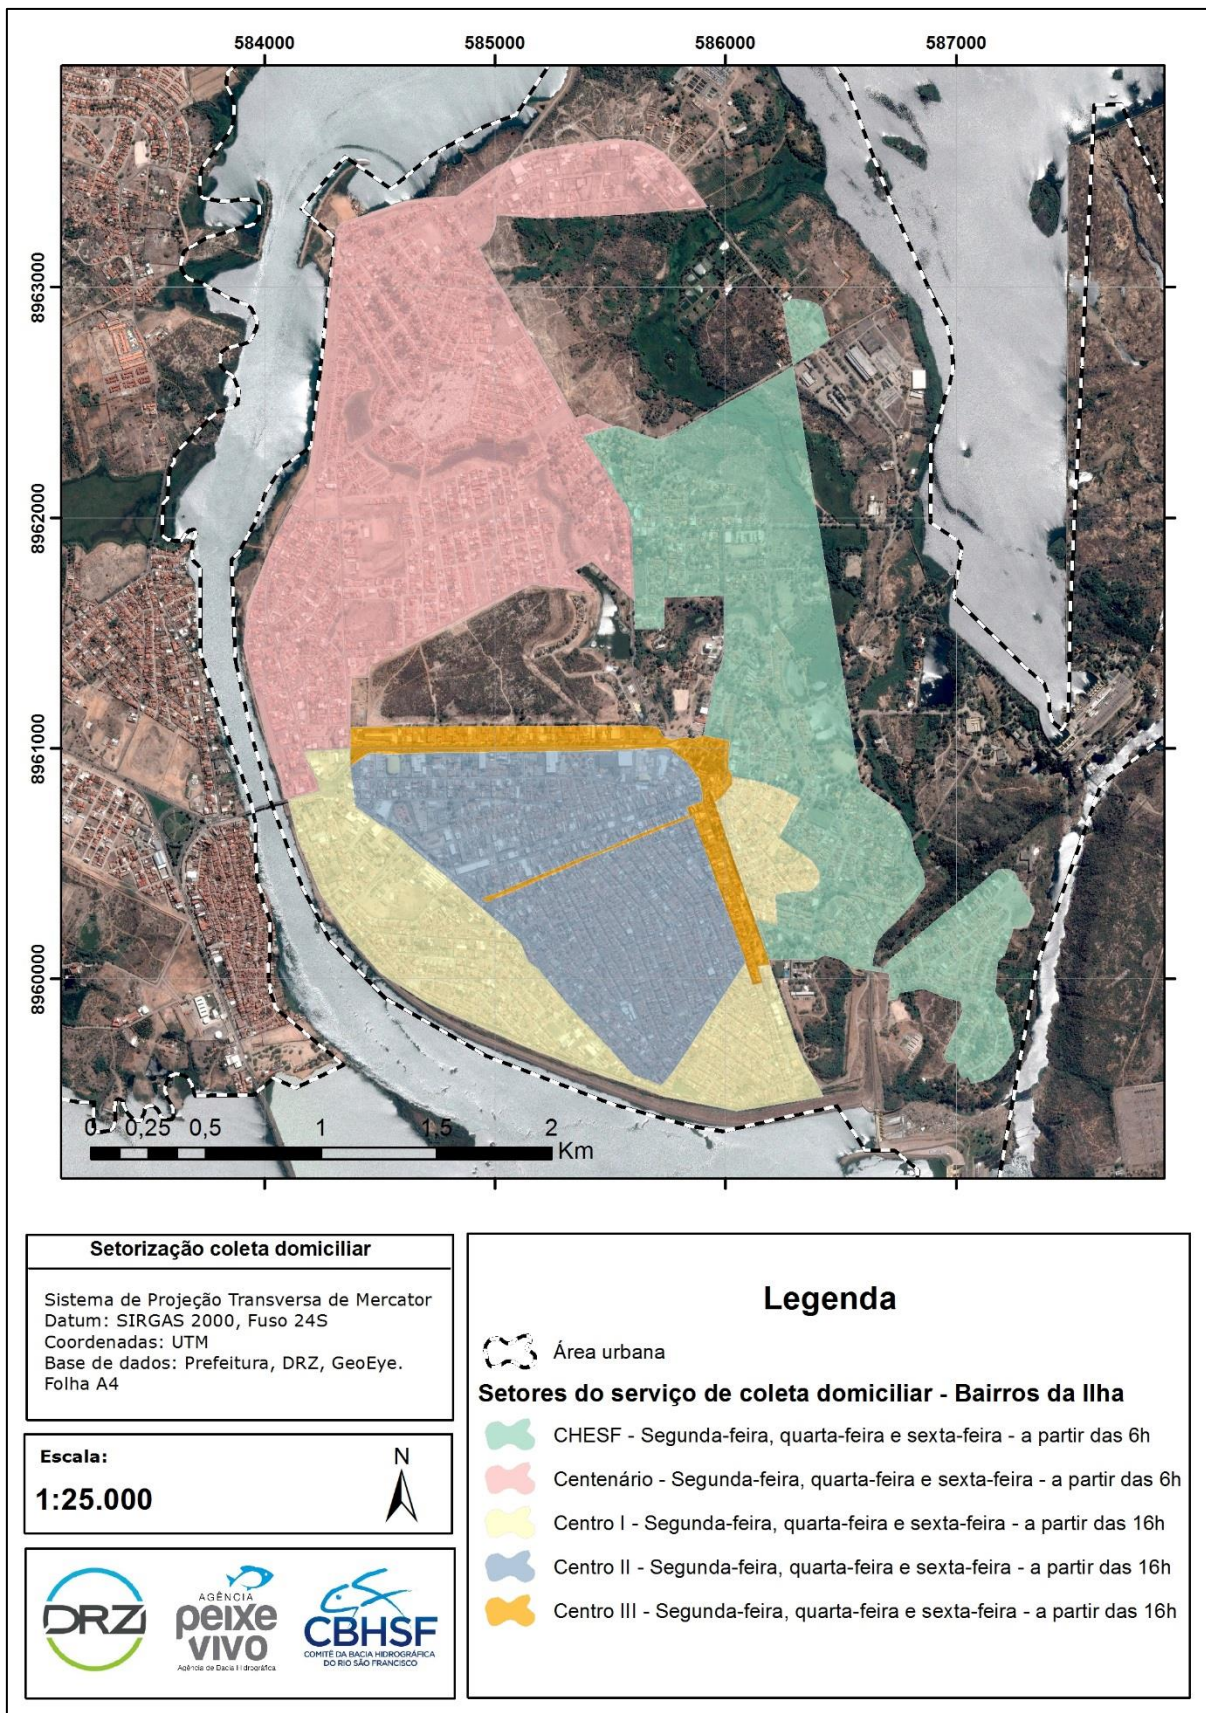 584000 585000 586000 587000
8963000
8962000
8961000
8960000
0 0,25 0,5 1 1,5 2
Km
Setorização coleta domiciliar
Sistema de Projeção Transversa de Mercator
Datum: SIRGAS 2000, Fuso 24S
Coordenadas: UTM
Base de dados: Prefeitura, DRZ, GeoEye.
Folha A4
Escala:
1:25.000
N
DRZ
AGÊNCIA
peixe
vivo
Agência de Bacia Hidrográfica
CBHSF
COMITÊ DA BACIA HIDROGRÁFICA
DO RIO SÃO FRANCISCO
Legenda
Área urbana
Setores do serviço de coleta domiciliar - Bairros da Ilha
CHESF - Segunda-feira, quarta-feira e sexta-feira - a partir das 6h
Centenário - Segunda-feira, quarta-feira e sexta-feira - a partir das 6h
Centro I - Segunda-feira, quarta-feira e sexta-feira - a partir das 16h
Centro II - Segunda-feira, quarta-feira e sexta-feira - a partir das 16h
Centro III - Segunda-feira, quarta-feira e sexta-feira - a partir das 16h